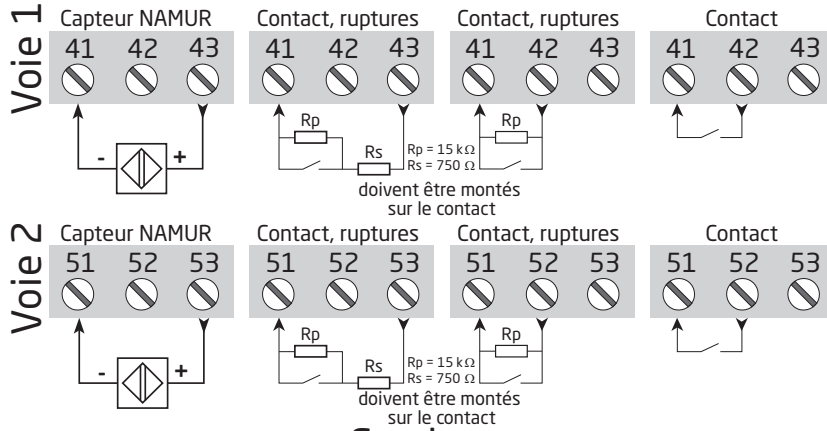 Voie 1
Capteur NAMUR Contact, ruptures Contact, ruptures Contact
41 42 43 41 42 43 41 42 43 41 42 43
Rp Rp
- + Rs Rp = 15 kΩ
Rs = 750 Ω
doivent être montés
sur le contact
Voie 2
Capteur NAMUR Contact, ruptures Contact, ruptures Contact
51 52 53 51 52 53 51 52 53 51 52 53
Rp Rp
- + Rs Rp = 15 kΩ
Rs = 750 Ω
doivent être montés
sur le contact